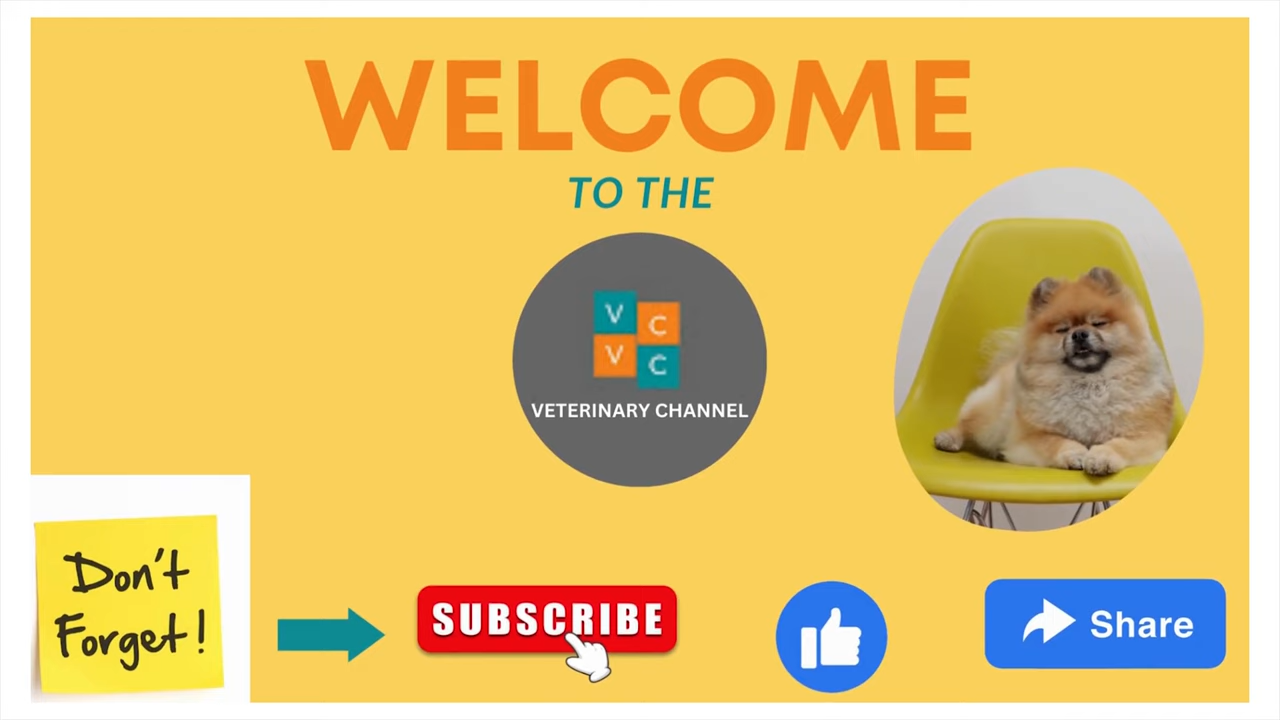 WELCOME
TO THE
V C
V C
VETERINARY CHANNEL
Don't
Forget!
SUBSCRIBE
Share